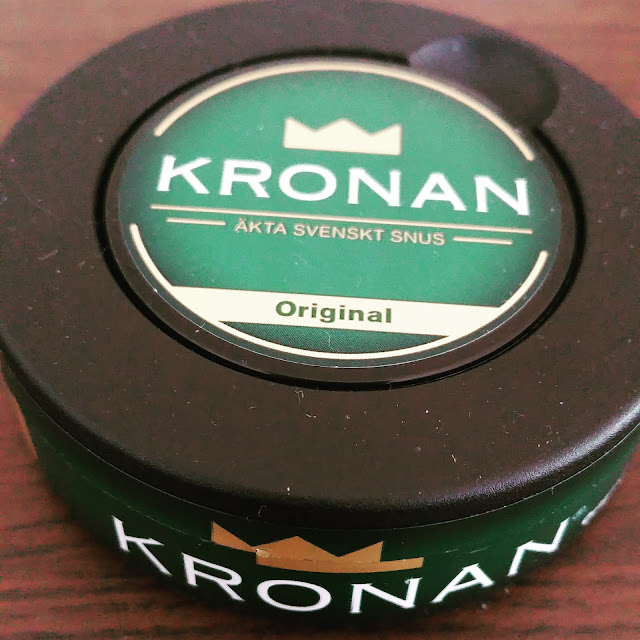 KRONAN
ÄKTA SVENSKT SNUS
Original
KRONAN